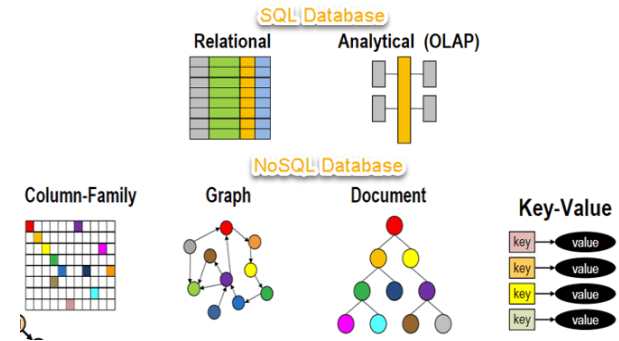 SQL Database
Relational
Analytical (OLAP)
NoSQL Database
Column-Family
Graph
Document
Key-Value
key
value
key
value
key
value
key
value